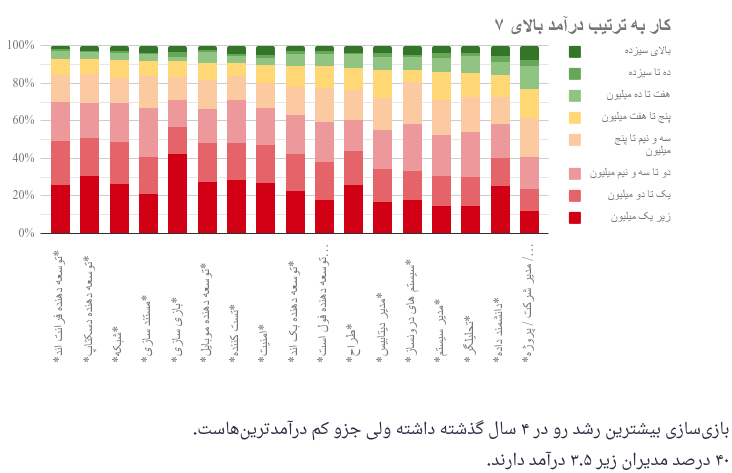 کار به ترتیب درآمد بالای ۷
100%
80%
60%
40%
20%
0%
بالای سیزده
ده تا سیزده
هفت تا ده میلیون
پنج تا هفت میلیون
سه و نیم تا پنج
میلیون
دو تا سه و نیم میلیون
یک تا دو میلیون
زیر یک میلیون
*توسعه دهنده فرانت اند*
*توسعه دهنده دسکتاپ*
*شبکه*
*مستند سازی*
*بازی سازی*
*توسعه دهنده موبایل*
*تست کننده*
*امنیت*
*توسعه دهنده بک اند*
توسعه دهنده فول است...
*طراح*
*مدیر دیتابیس*
*سیستم های درونساز*
*مدیر سیستم*
*تحلیلگر*
*دانشمند داده*
*مدیر شرکت / پروژه / ...
بازی‌سازی بیشترین رشد رو در ۴ سال گذشته داشته ولی جزو کم درآمدترین‌هاست.
۴۰ درصد مدیران زیر ۳.۵ درآمد دارند.